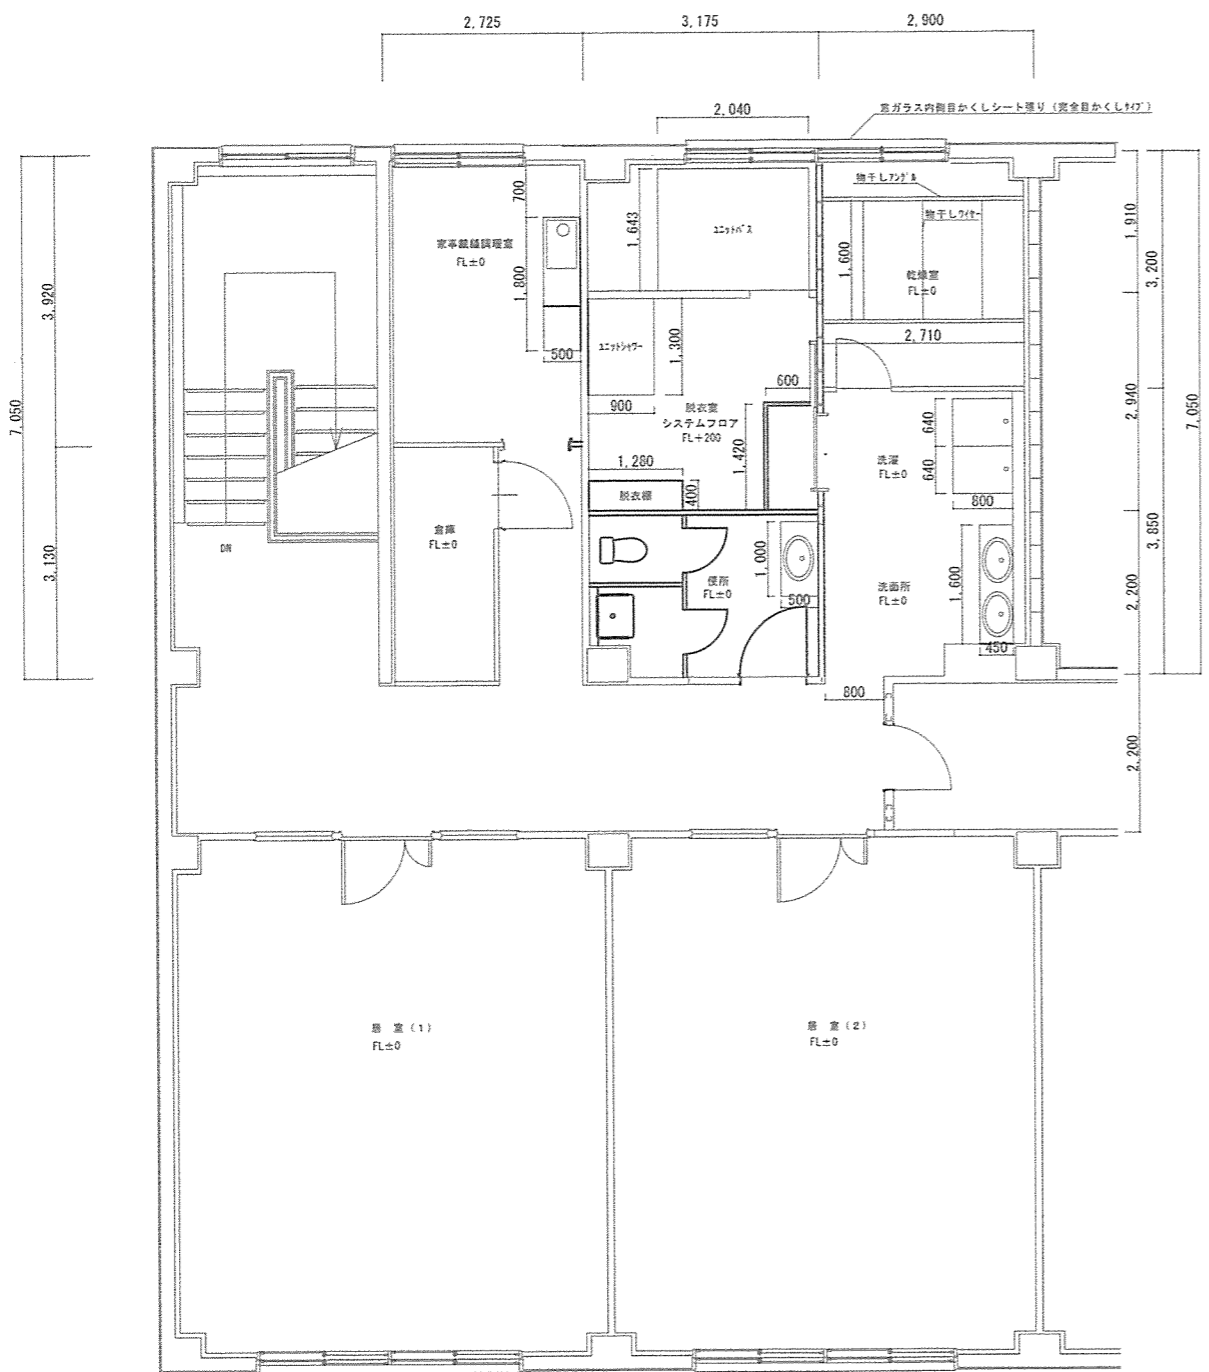 2,725
3,175
2,900
2,040
窓ガラス内側目かくしシート張り（完全目かくしﾀｲﾌﾟ）
物干しｱﾝｸﾞﾙ
700
1,643
ﾕﾆｯﾄﾊﾞｽ
物干しﾜｲﾔｰ
1,910
家事裁縫調理室
FL±0
1,600
3,200
乾燥室
FL±0
3,920
1,800
ﾕﾆｯﾄｼｬﾜｰ
1,300
2,710
500
600
7,050
900
脱衣室
システムフロア
FL+200
640
2,940
7,050
1,420
1,280
洗濯
FL±0
640
脱衣棚
400
800
倉庫
FL±0
DN
3,130
1,000
便所
FL±0
500
洗面所
FL±0
1,600
3,850
2,200
450
800
2,200
居 室（1）
FL±0
居 室（2）
FL±0